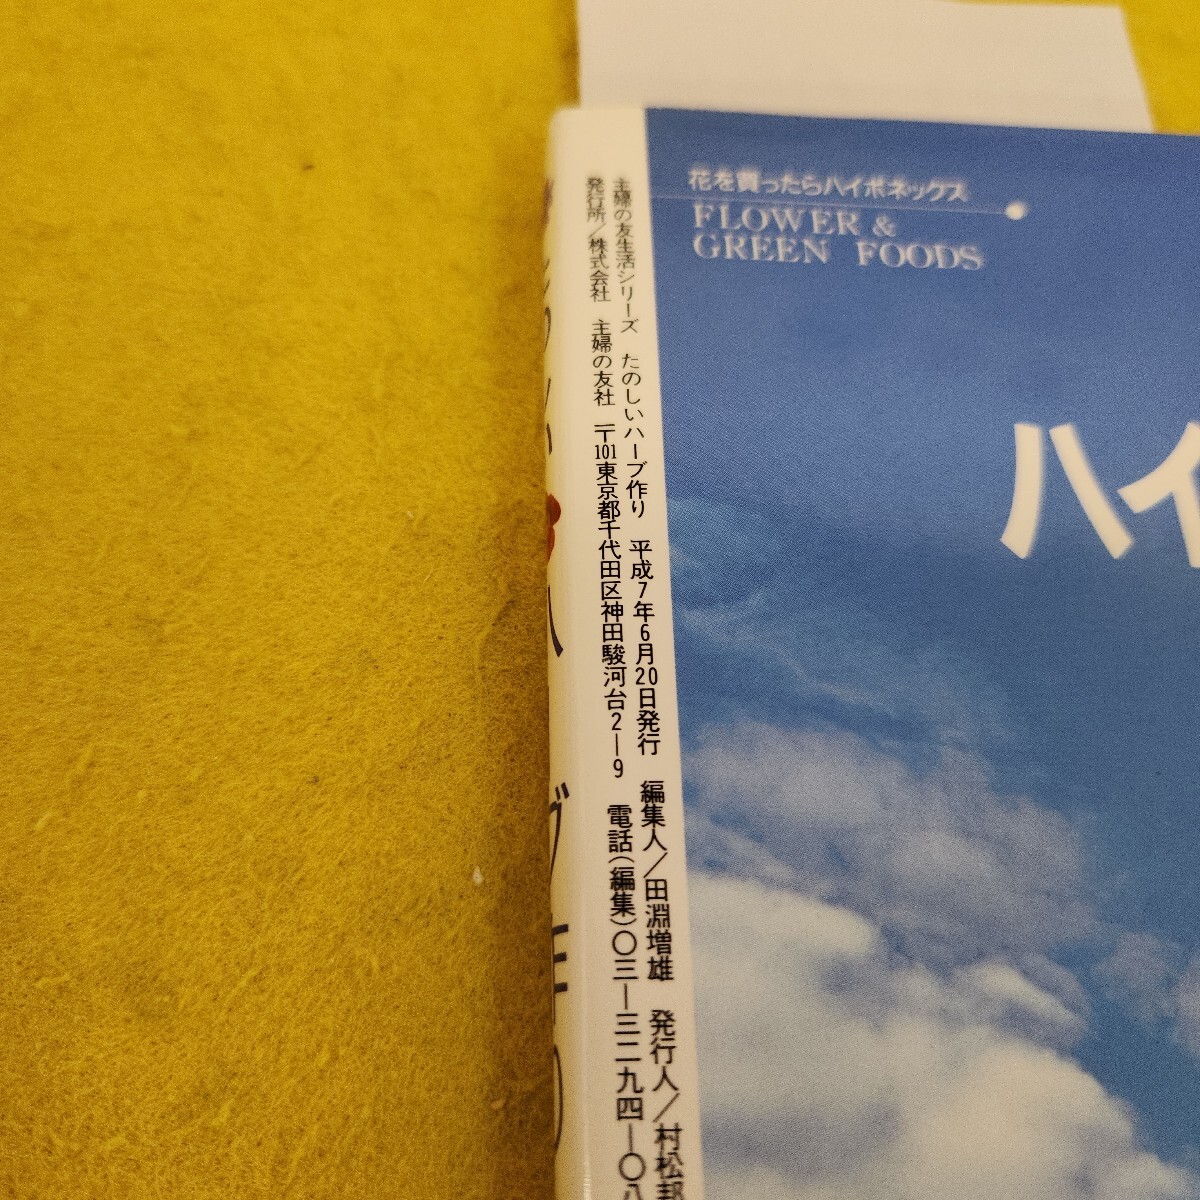 主婦の友生活シリーズ たのしいハーブ作り 平成7年6月20日発行 編集人/田淵増雄 発行人/村松邦
発行所/株式会社 主婦の友社 〒101東京都千代田区神田駿河台2—9 電話(編集)〇三—三二九四—〇八
花を買ったらハイポネックス
FLOWER &
GREEN FOODS
ハイ